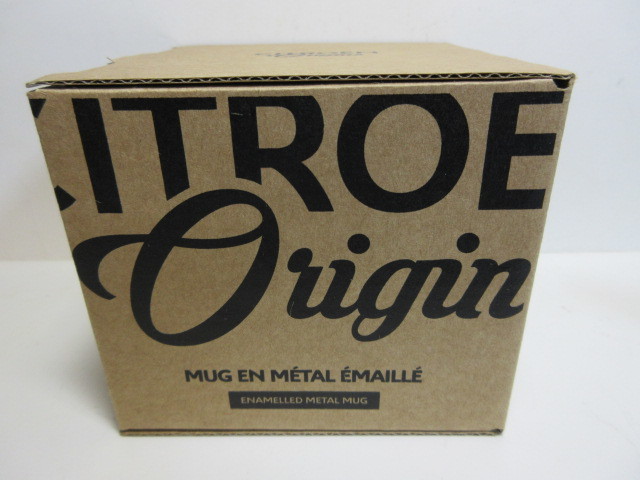 CITROE
Origin
MUG EN MÉTAL ÉMAILLÉ
ENAMELLED METAL MUG